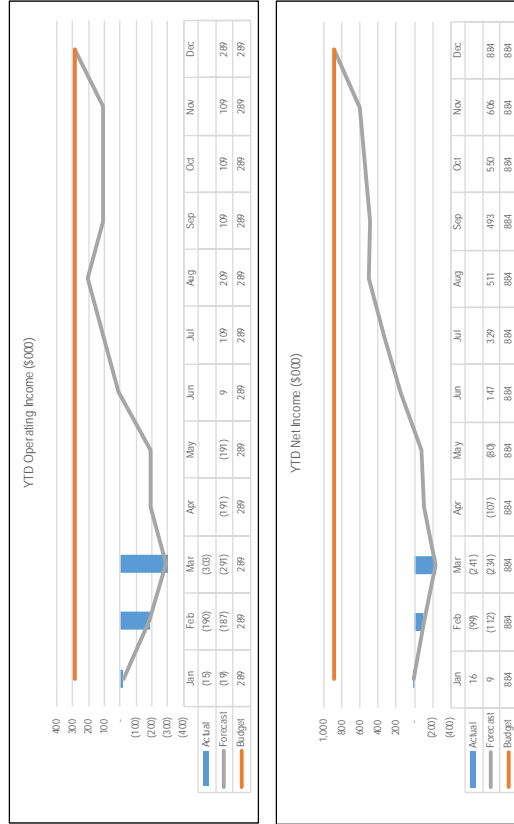 YTD Operating Income ($000)
400
300
200
100
-
(100)
(200)
(300)
(400)
Jan Feb Mar Apr May Jun Jul Aug Sep Oct Nov Dec
Actual (15) (190) (303)
Forecast (19) (187) (291) (191) (191) 9 109 209 109 109 109 289
Budget 289 289 289 289 289 289 289 289 289 289 289 289
YTD Net Income ($000)
1,000
800
600
400
200
-
(200)
(400)
Jan Feb Mar Apr May Jun Jul Aug Sep Oct Nov Dec
Actual 16 (99) (241)
Forecast 9 (112) (234) (107) (80) 147 329 511 493 550 606 884
Budget 884 884 884 884 884 884 884 884 884 884 884 884